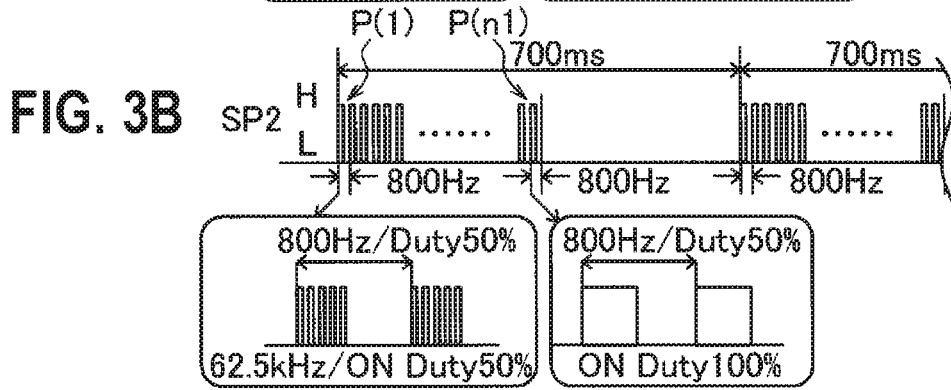 P(1) P(n1)
700ms 700ms
FIG. 3B SP2 H
L
800Hz 800Hz 800Hz
800Hz/Duty50% 800Hz/Duty50%
62.5kHz/ON Duty50% ON Duty100%